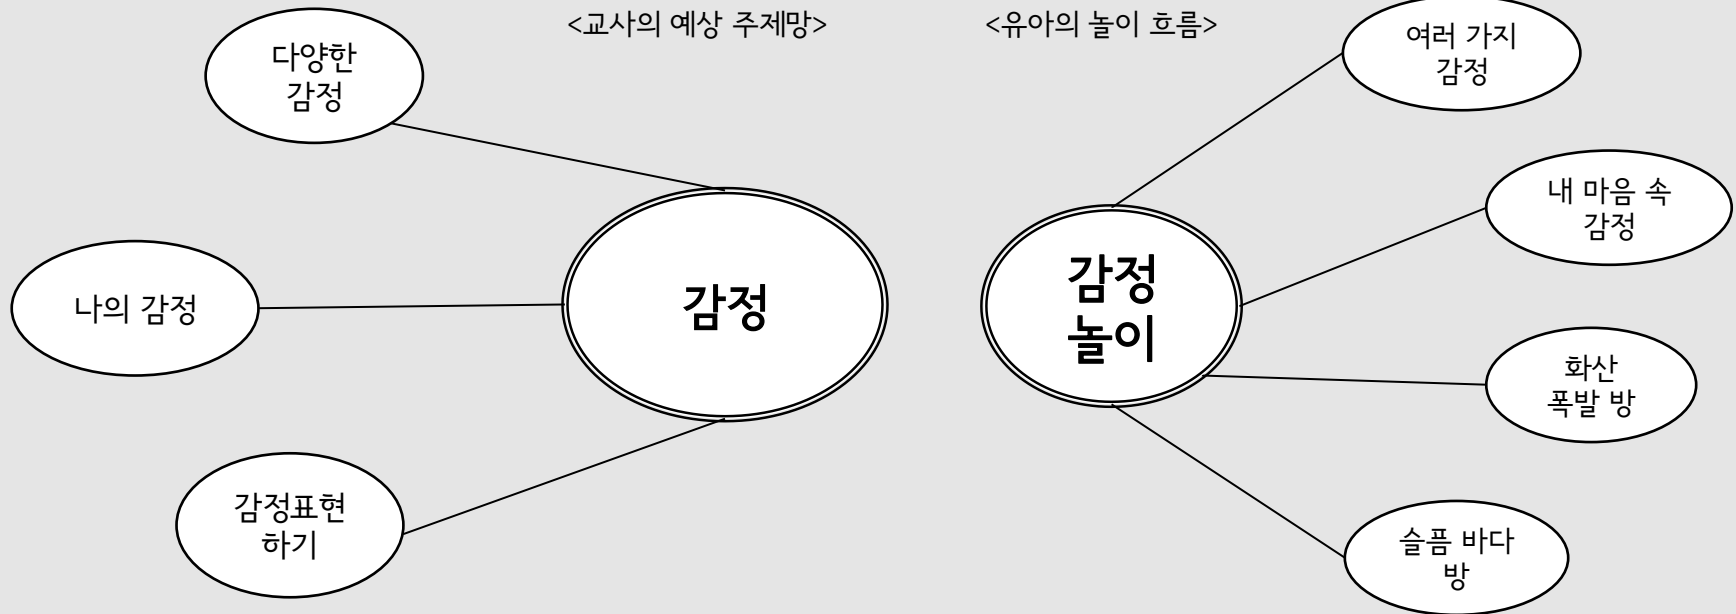 <교사의 예상 주제망>
다양한
감정
나의 감정
감정
감정표현
하기
<유아의 놀이 흐름>
여러 가지
감정
내 마음 속
감정
감정
놀이
화산
폭발 방
슬픔 바다
방